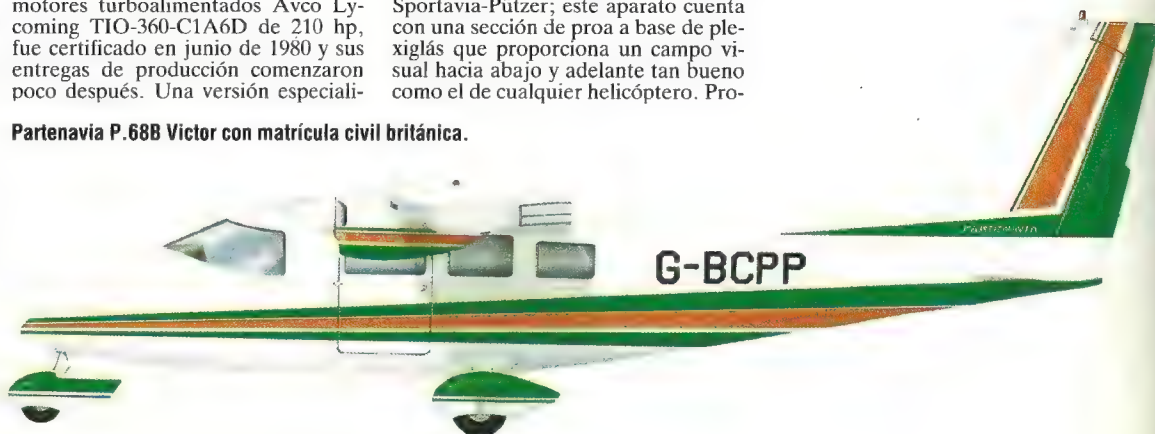 motores turboalimentados Avco Ly-
coming TIO-360-C1A6D de 210 hp,
fue certificado en junio de 1980 y sus
entregas de producción comenzaron
poco después. Una versión especiali-
Sportavia-Pützer; este aparato cuenta
con una sección de proa a base de ple-
xiglás que proporciona un campo vi-
sual hacia abajo y adelante tan bueno
como el de cualquier helicóptero. Pro-
Partenavia P.68B Victor con matrícula civil británica.
PARTENAVIA
G-BCPP